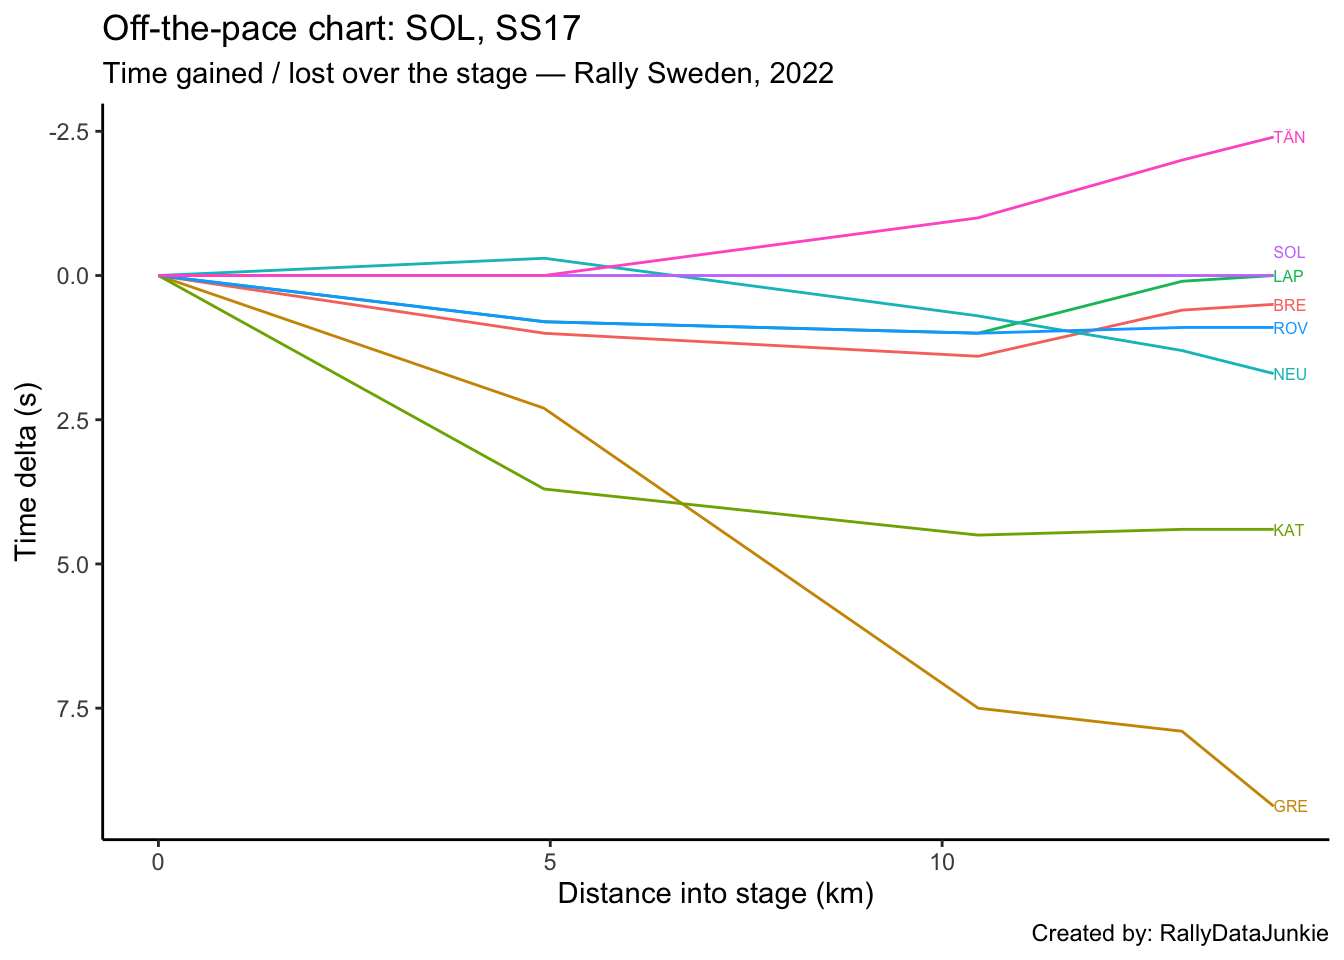 Off-the-pace chart: SOL, SS17
Time gained / lost over the stage — Rally Sweden, 2022
-2.5
0.0
2.5
5.0
7.5
Time delta (s)
TÄN
SOL
LAP
BRE
ROV
NEU
KAT
GRE
0
5
10
Distance into stage (km)
Created by: RallyDataJunkie